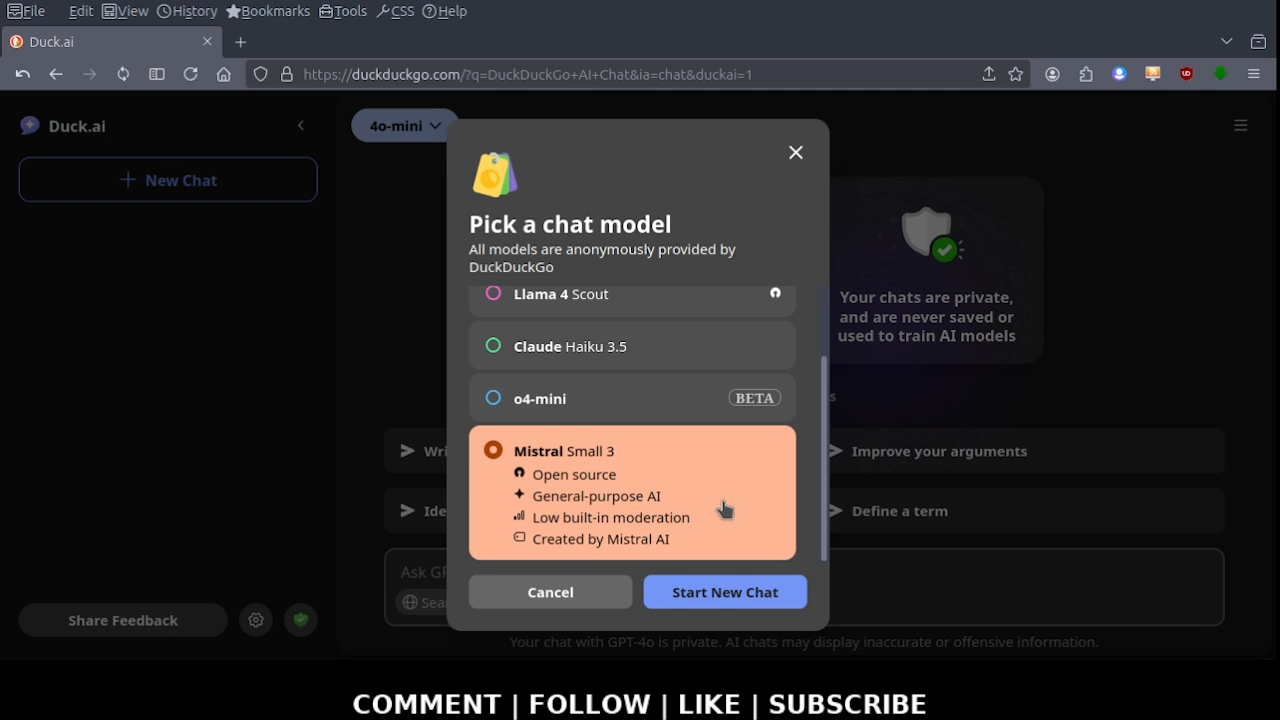 File Edit View History Bookmarks Tools CSS Help
Duck.ai
https://duckduckgo.com/?q=DuckDuckGo+AI+Chat&ia=chat&duckai=1
Duck.ai
New Chat
4o-mini
Pick a chat model
All models are anonymously provided by
DuckDuckGo
Llama 4 Scout
Claude Haiku 3.5
o4-mini BETA
Mistral Small 3
Open source
General-purpose AI
Low built-in moderation
Created by Mistral AI
Cancel Start New Chat
Your chats are private,
and are never saved or
used to train AI models
Improve your arguments
Define a term
Ask
Share Feedback
Your chat with GPT-4o is private. AI chats may display inaccurate or offensive information.
COMMENT | FOLLOW | LIKE | SUBSCRIBE